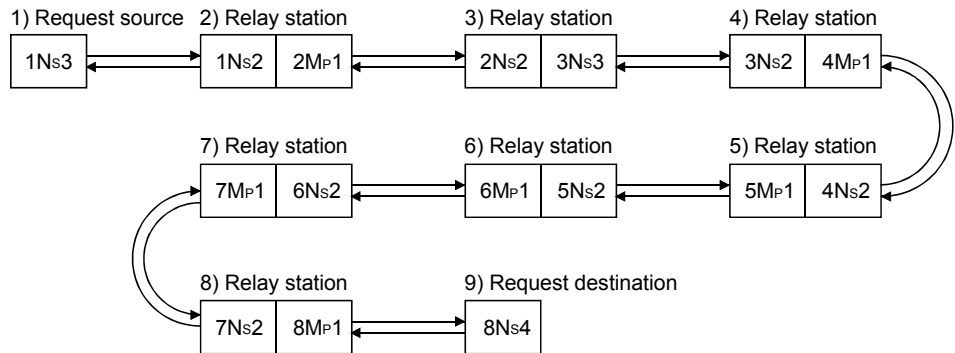 1) Request source 2) Relay station 3) Relay station 4) Relay station
1Ns3 1Ns2 2MP1 2Ns2 3Ns3 3Ns2 4MP1
7) Relay station 6) Relay station 5) Relay station
7MP1 6Ns2 6MP1 5Ns2 5MP1 4Ns2
8) Relay station 9) Request destination
7Ns2 8MP1 8Ns4